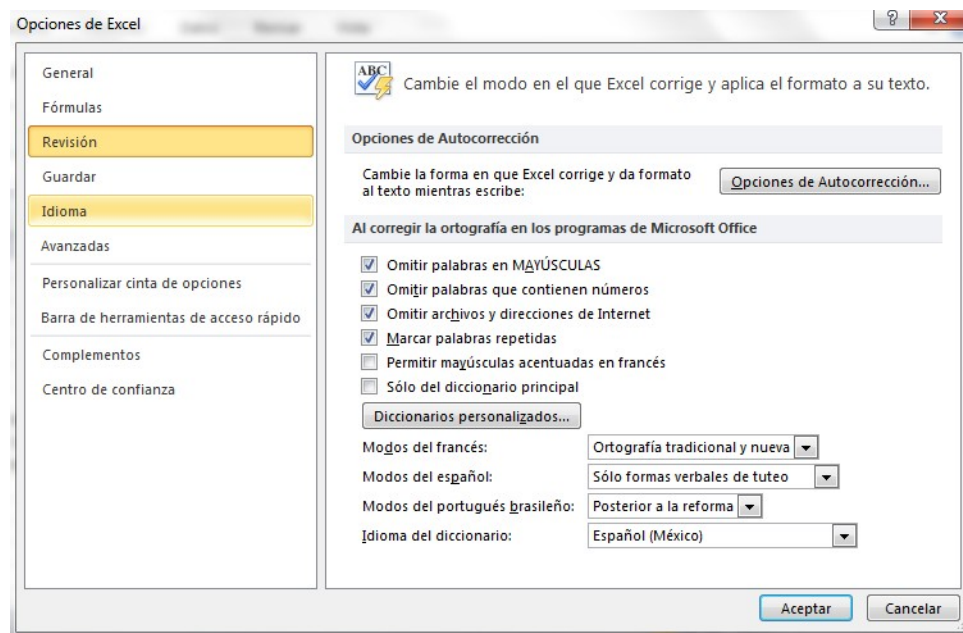 Opciones de Excel
General
Fórmulas
Revisión
Guardar
Idioma
Avanzadas
Personalizar cinta de opciones
Barra de herramientas de acceso rápido
Complementos
Centro de confianza
ABC
Cambie el modo en el que Excel corrige y aplica el formato a su texto.
Opciones de Autocorrección
Cambie la forma en que Excel corrige y da formato
al texto mientras escribe:
Opciones de Autocorrección...
Al corregir la ortografía en los programas de Microsoft Office
Omitir palabras en MAYÚSCULAS
Omitir palabras que contienen números
Omitir archivos y direcciones de Internet
Marcar palabras repetidas
Permitir mayúsculas acentuadas en francés
Sólo del diccionario principal
Diccionarios personalizados...
Modos del francés: Ortografía tradicional y nueva
Modos del español: Sólo formas verbales de tuteo
Modos del portugués brasileño: Posterior a la reforma
Idioma del diccionario: Español (México)
Aceptar Cancelar